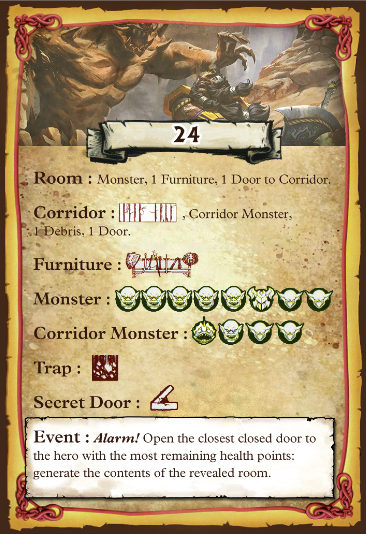 24
Room : Monster, 1 Furniture, 1 Door to Corridor.
Corridor : , Corridor Monster,
1 Debris, 1 Door.
Furniture :
Monster :
Corridor Monster :
Trap :
Secret Door :
Event : Alarm! Open the closest closed door to
the hero with the most remaining health points:
generate the contents of the revealed room.